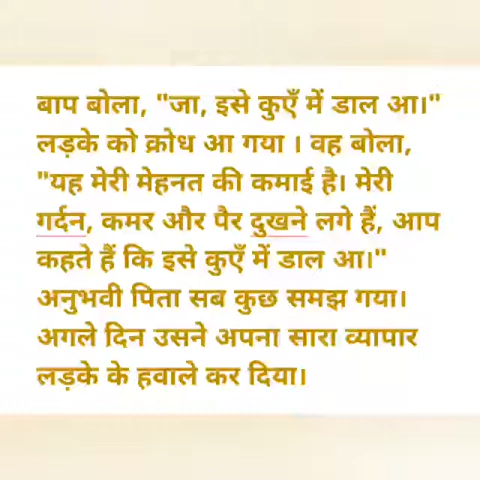 बाप बोला, "जा, इसे कुएँ में डाल आ।"
लड़के को क्रोध आ गया । वह बोला,
"यह मेरी मेहनत की कमाई है। मेरी
गर्दन, कमर और पैर दुखने लगे हैं, आप
कहते हैं कि इसे कुएँ में डाल आ।"
अनुभवी पिता सब कुछ समझ गया।
अगले दिन उसने अपना सारा व्यापार
लड़के के हवाले कर दिया।